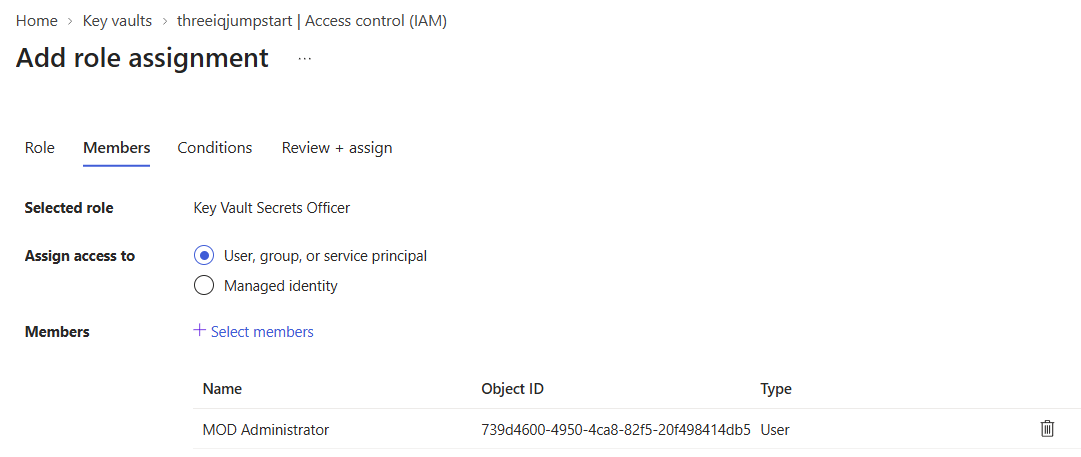 Home > Key vaults > threeiqjumpstart | Access control (IAM)
Add role assignment ...
Role Members Conditions Review + assign
Selected role Key Vault Secrets Officer
Assign access to User, group, or service principal
Managed identity
Members + Select members
Name Object ID Type
MOD Administrator 739d4600-4950-4ca8-82f5-20f498414db5 User